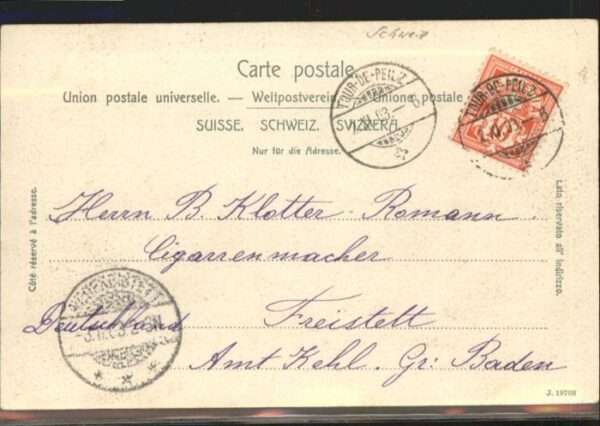 Schweiz
Carte postale.
Union postale universelle. — Weltpostverein. — Unione postale
SUISSE. SCHWEIZ. SVIZZERA.
Nur für die Adresse.
TOUR-DE-PEILZ
TOUR-DE-PEILZ
Côté réservé à l'adresse.
Lato riservato all' indirizzo.
Herrn B. Klotter-Romann
Cigarrenmacher
Deutschland Freistett
Amt Kehl. Gr. Baden
J. 19708